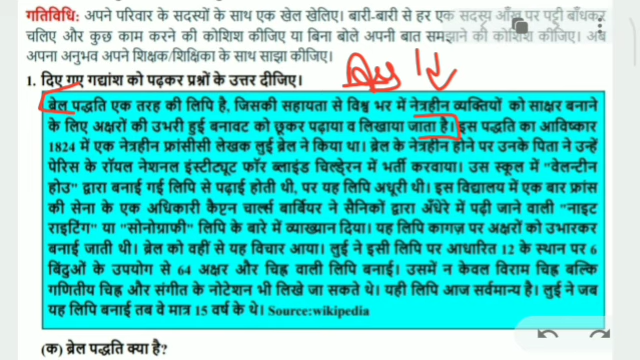 गतिविधि: अपने परिवार के सदस्यों के साथ एक खेल खेलिए। बारी-बारी से हर एक सदस्य आँख पर पट्टी बाँधकर
चलिए और कुछ काम करने की कोशिश कीजिए या बिना बोले अपनी बात समझाने की कोशिश कीजिए। अब
अपना अनुभव अपने शिक्षक/शिक्षिका के साथ साझा कीजिए।
1. दिए गए गद्यांश को पढ़कर प्रश्नों के उत्तर दीजिए।
ब्रेल पद्धति एक तरह की लिपि है, जिसकी सहायता से विश्व भर में नेत्रहीन व्यक्तियों को साक्षर बनाने
के लिए अक्षरों की उभरी हुई बनावट को छूकर पढ़ाया व लिखाया जाता है। इस पद्धति का आविष्कार
1824 में एक नेत्रहीन फ्रांसीसी लेखक लुई ब्रेल ने किया था। ब्रेल के नेत्रहीन होने पर उनके पिता ने उन्हें
पेरिस के रॉयल नेशनल इंस्टीट्यूट फॉर ब्लाइंड चिल्ड्रेन में भर्ती करवाया। उस स्कूल में "वेलन्टीन
होउ" द्वारा बनाई गई लिपि से पढ़ाई होती थी, पर यह लिपि अधूरी थी। इस विद्यालय में एक बार फ्रांस
की सेना के एक अधिकारी कैप्टन चार्ल्स बार्बियर ने सैनिकों द्वारा अँधेरे में पढ़ी जाने वाली "नाइट
राइटिंग" या "सोनोग्राफी" लिपि के बारे में व्याख्यान दिया। यह लिपि कागज़ पर अक्षरों को उभारकर
बनाई जाती थी। ब्रेल को वहीं से यह विचार आया। लुई ने इसी लिपि पर आधारित 12 के स्थान पर 6
बिंदुओं के उपयोग से 64 अक्षर और चिह्न वाली लिपि बनाई। उसमें न केवल विराम चिह्न बल्कि
गणितीय चिह्न और संगीत के नोटेशन भी लिखे जा सकते थे। यही लिपि आज सर्वमान्य है। लुई ने जब
यह लिपि बनाई तब वे मात्र 15 वर्ष के थे। Source:wikipedia
(क) ब्रेल पद्धति क्या है?